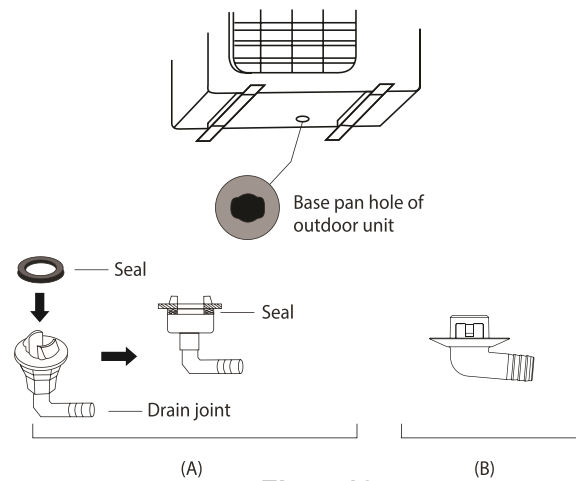 Base pan hole of
outdoor unit
Seal
Seal
Drain joint
(A)
(B)